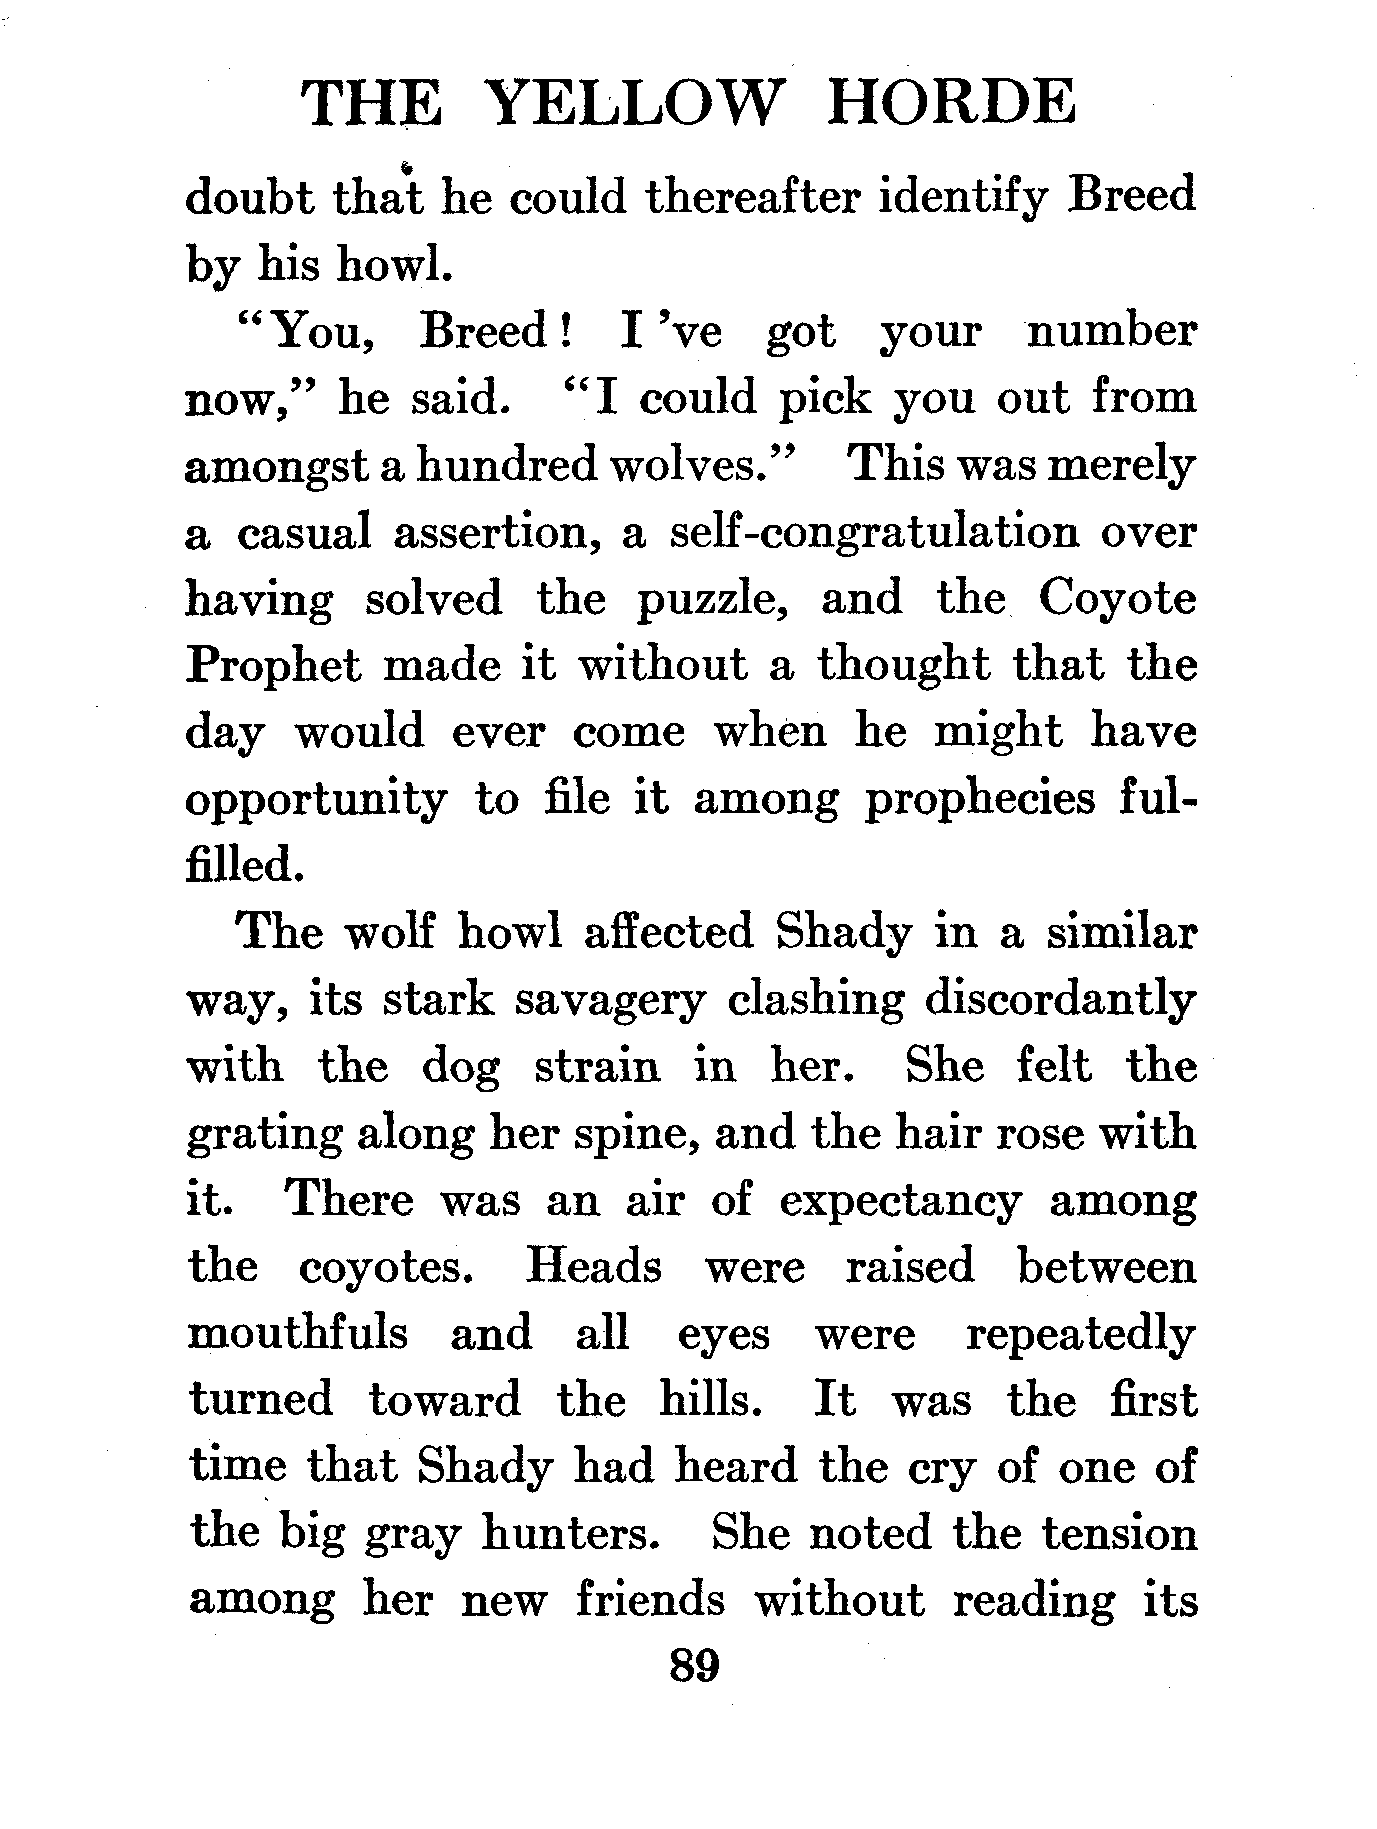 THE YELLOW HORDE
doubt that he could thereafter identify Breed
by his howl.
“You, Breed! I ’ve got your number
now,” he said. “I could pick you out from
amongst a hundred wolves.” This was merely
a casual assertion, a self-congratulation over
having solved the puzzle, and the Coyote
Prophet made it without a thought that the
day would ever come when he might have
opportunity to file it among prophecies ful-
filled.
The wolf howl affected Shady in a similar
way, its stark savagery clashing discordantly
with the dog strain in her. She felt the
grating along her spine, and the hair rose with
it. There was an air of expectancy among
the coyotes. Heads were raised between
mouthfuls and all eyes were repeatedly
turned toward the hills. It was the first
time that Shady had heard the cry of one of
the big gray hunters. She noted the tension
among her new friends without reading its
89